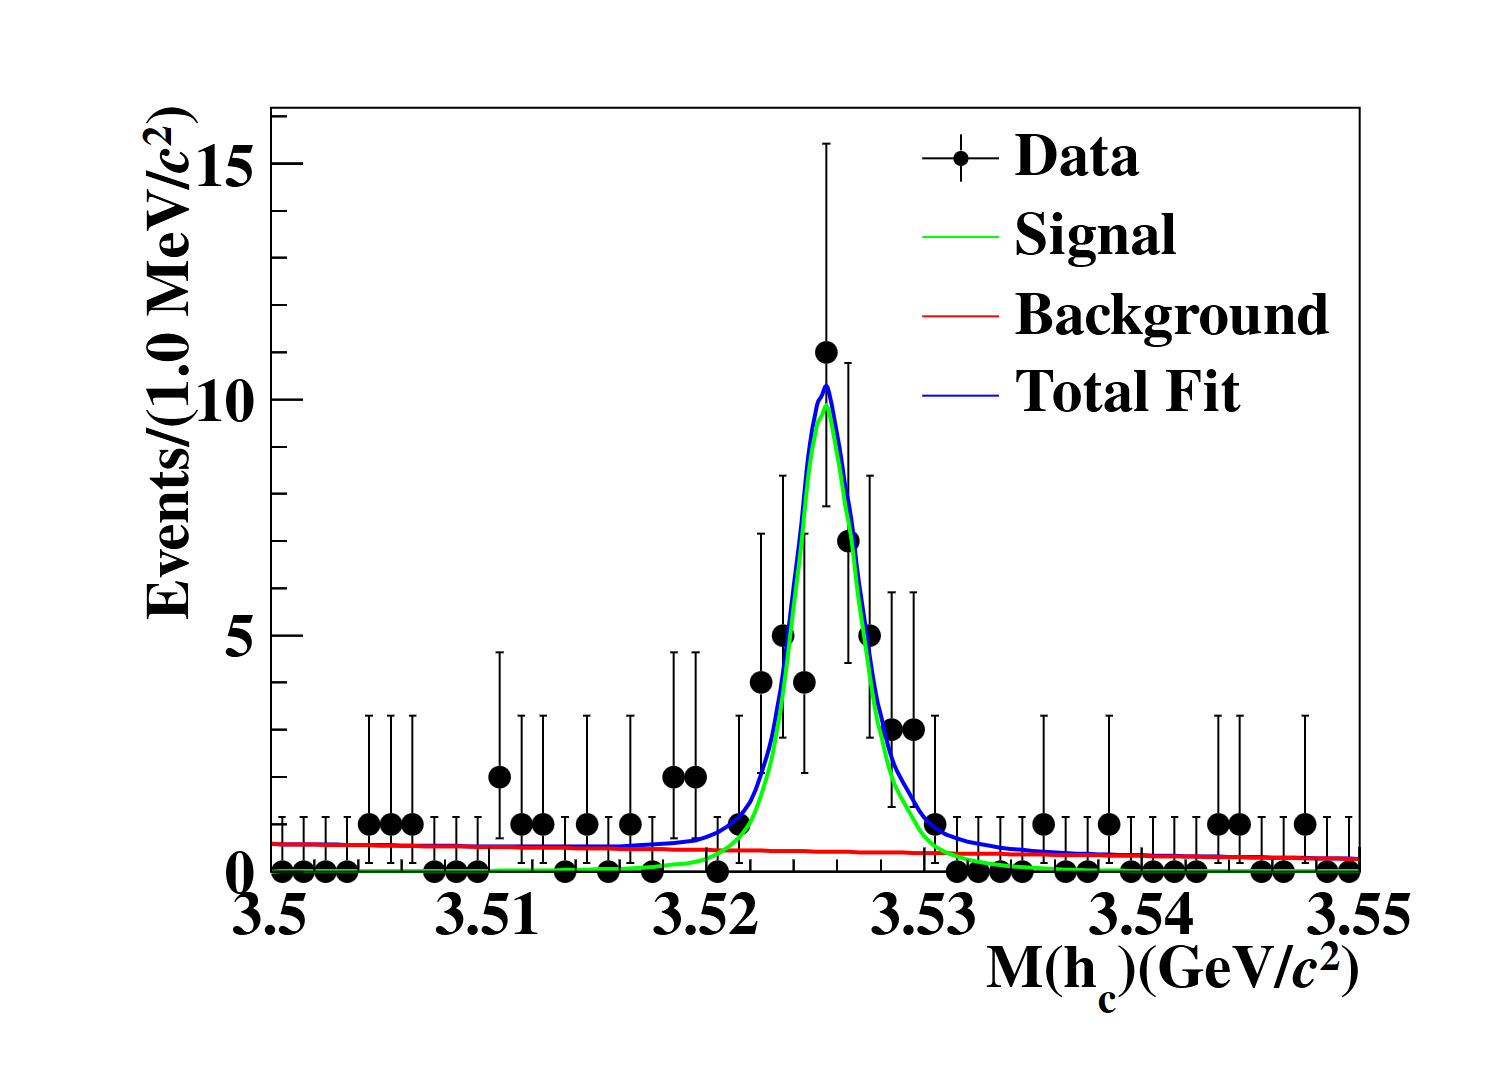 Events/(1.0 MeV/c²)
15
10
5
0
Data
Signal
Background
Total Fit
3.5 3.51 3.52 3.53 3.54 3.55
M(h_c)(GeV/c²)